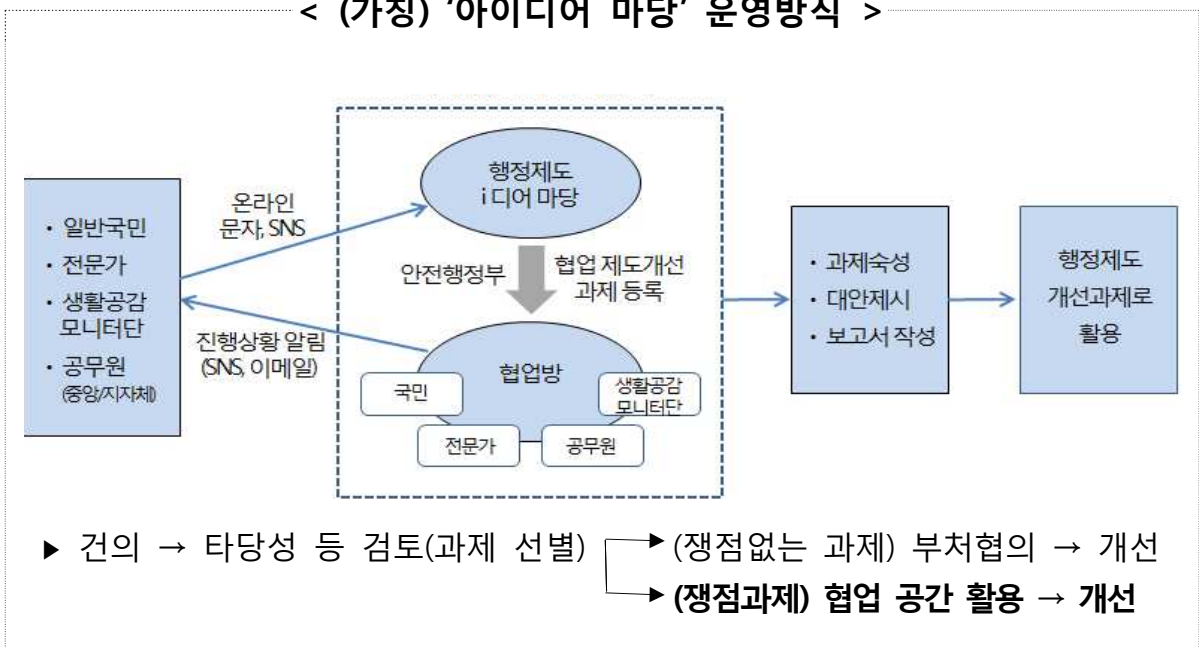 < (가칭) ‘아이디어 마당’ 운영방식 >
· 일반국민
· 전문가
· 생활공감
모니터단
· 공무원
(중앙/지자체)
온라인
문자, SNS
진행상황 알림
(SNS, 이메일)
행정제도
i 디어 마당
안전행정부
협업 제도개선
과제 등록
협업방
국민
전문가
공무원
생활공감
모니터단
· 과제숙성
· 대안제시
· 보고서 작성
행정제도
개선과제로
활용
▶ 건의 → 타당성 등 검토(과제 선별)
(쟁점없는 과제) 부처협의 → 개선
(쟁점과제) 협업 공간 활용 → 개선